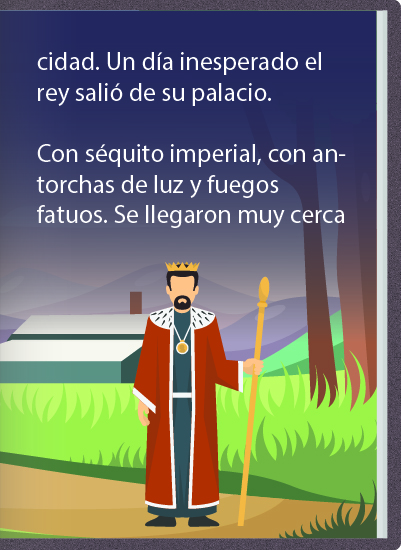 cidad. Un día inesperado el
rey salió de su palacio.
Con séquito imperial, con an-
torchas de luz y fuegos
fatuos. Se llegaron muy cerca